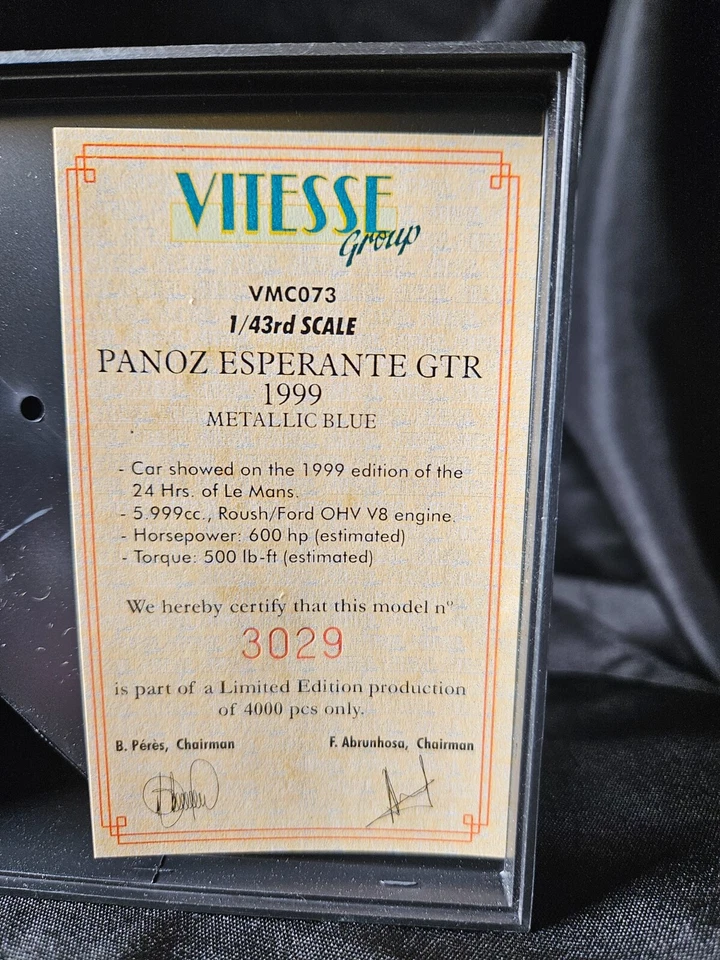 VITESSE
Group
VMC073
1/43rd SCALE
PANOZ ESPERANTE GTR
1999
METALLIC BLUE
- Car showed on the 1999 edition of the
24 Hrs. of Le Mans.
- 5.999cc., Roush/Ford OHV V8 engine.
- Horsepower: 600 hp (estimated)
- Torque: 500 lb-ft (estimated)
We hereby certify that this model nº
3029
is part of a Limited Edition production
of 4000 pcs only.
B. Pérès, Chairman F. Abrunhosa, Chairman